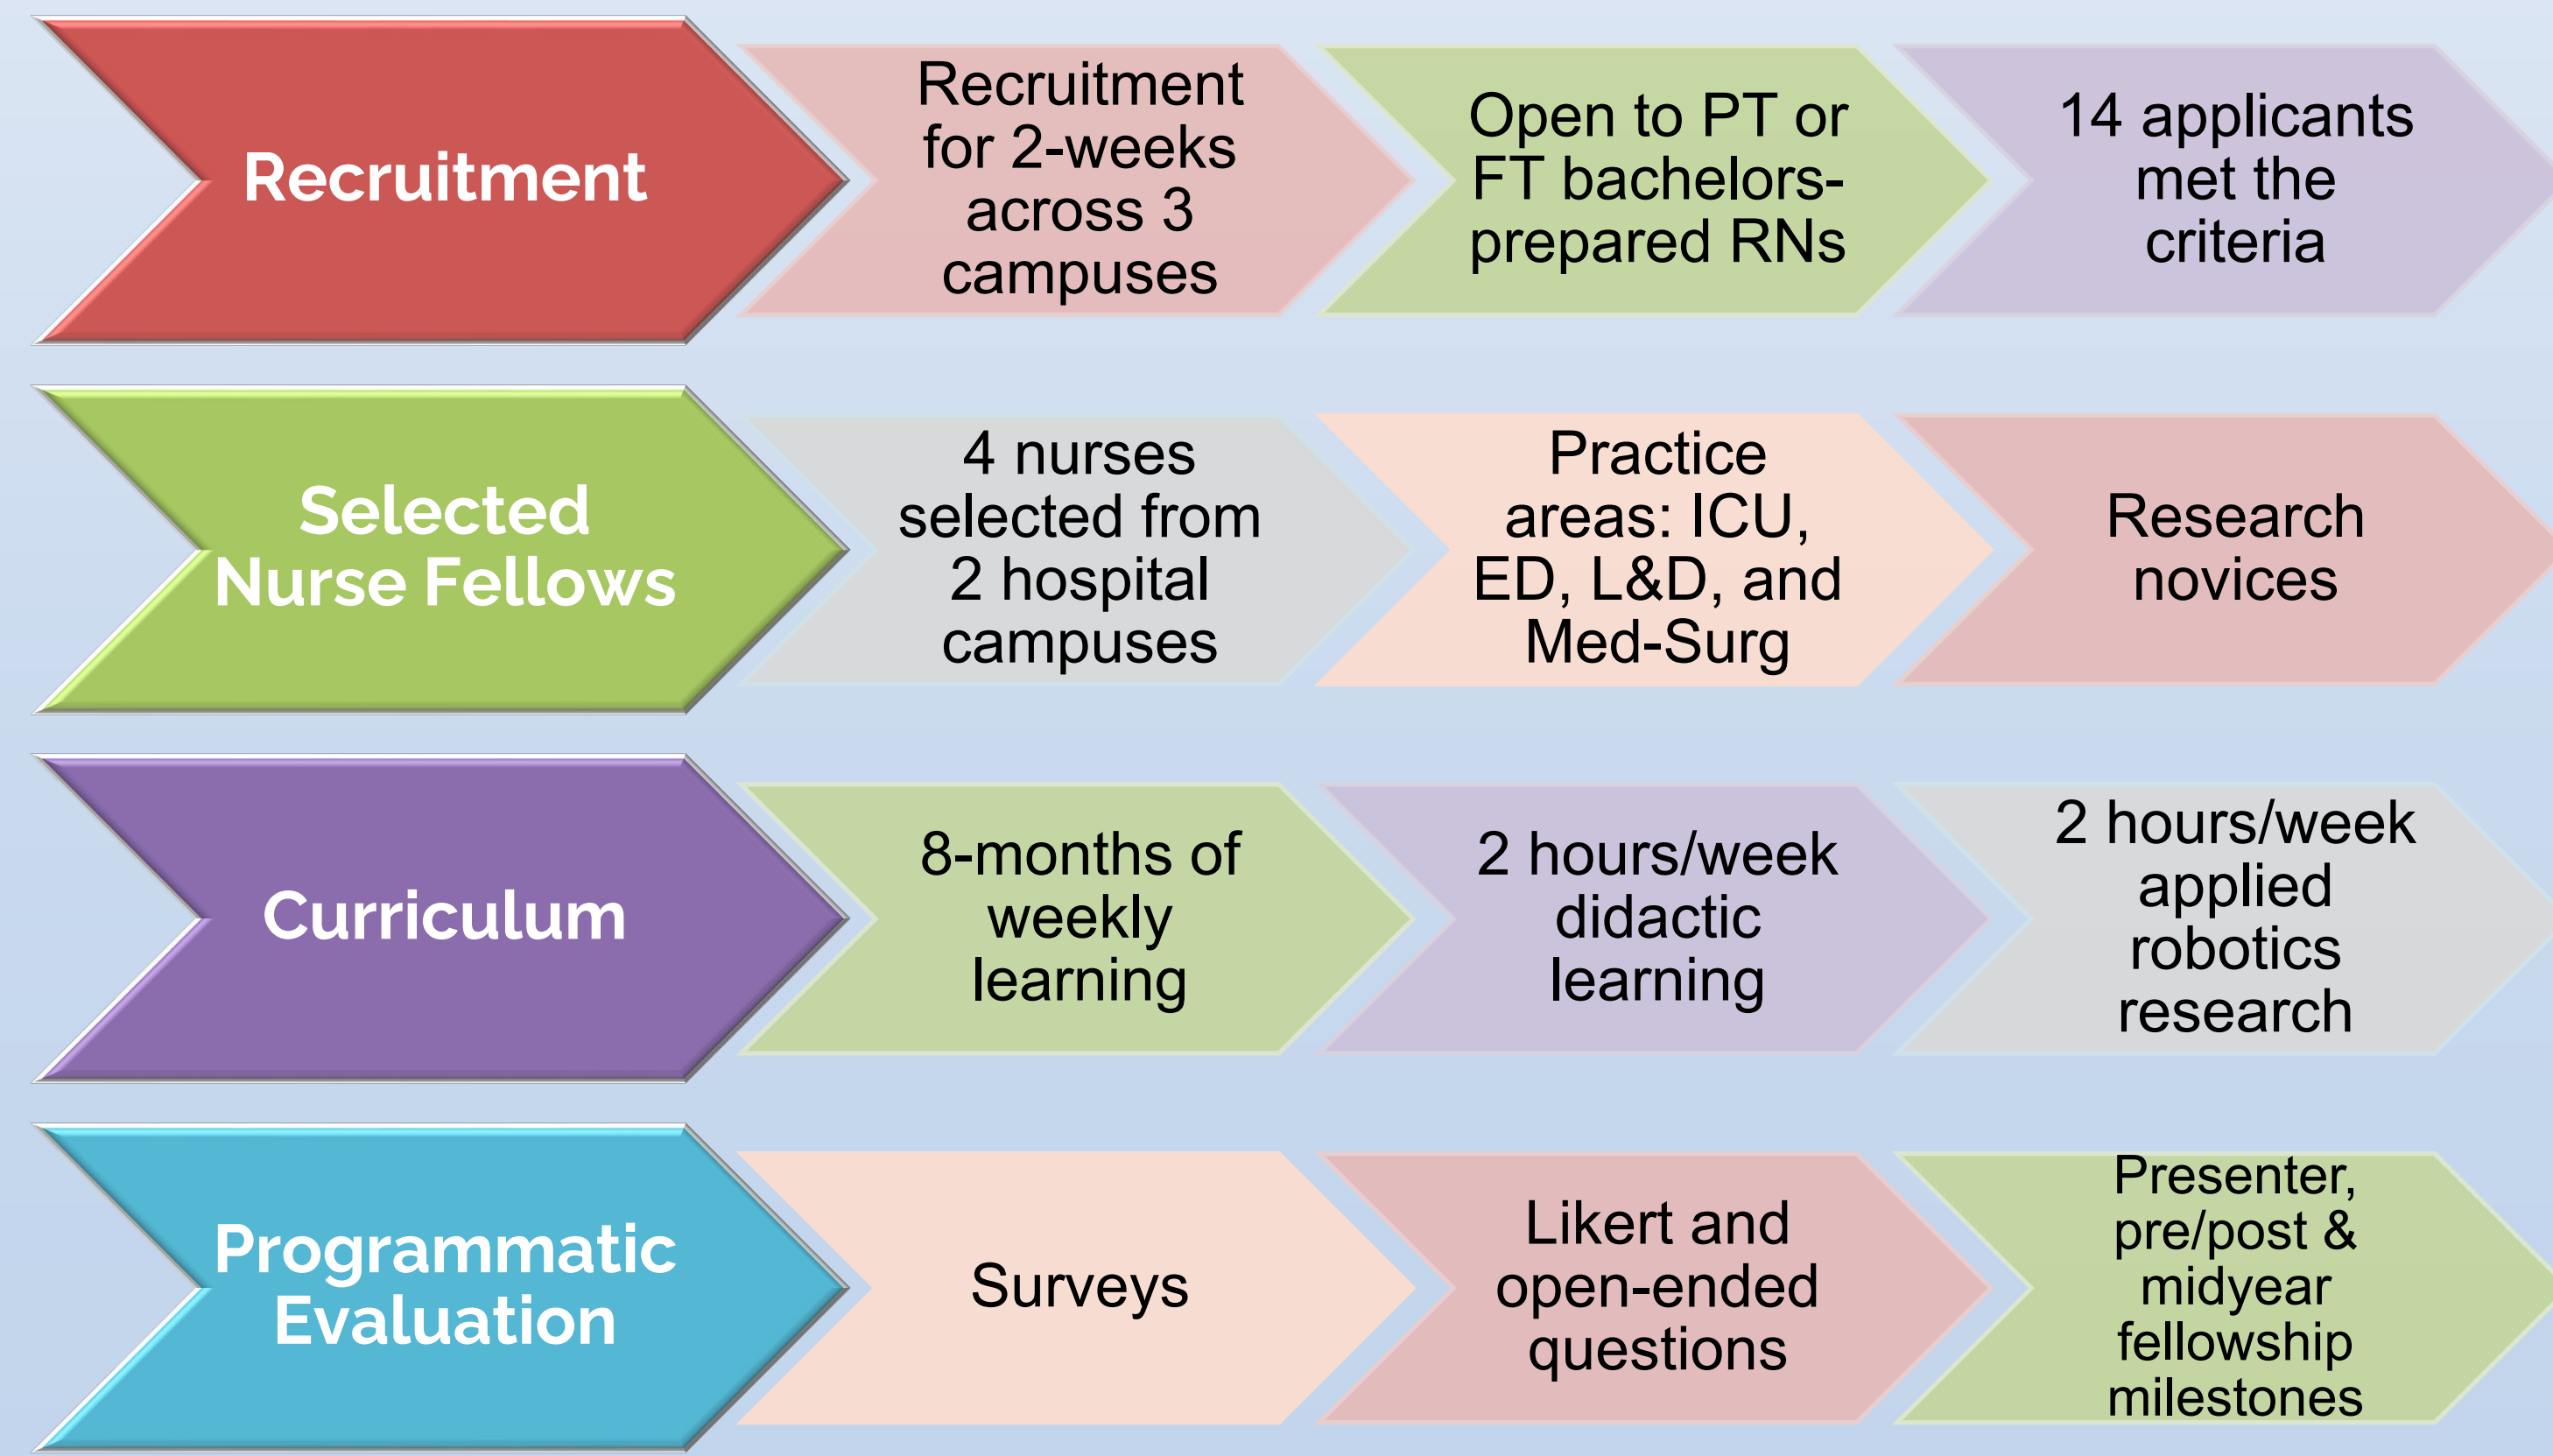 Recruitment
Recruitment
for 2-weeks
across 3
campuses
Open to PT or
FT bachelors-
prepared RNs
14 applicants
met the
criteria
Selected
Nurse Fellows
4 nurses
selected from
2 hospital
campuses
Practice
areas: ICU,
ED, L&D, and
Med-Surg
Research
novices
Curriculum
8-months of
weekly
learning
2 hours/week
didactic
learning
2 hours/week
applied
robotics
research
Programmatic
Evaluation
Surveys
Likert and
open-ended
questions
Presenter,
pre/post &
midyear
fellowship
milestones